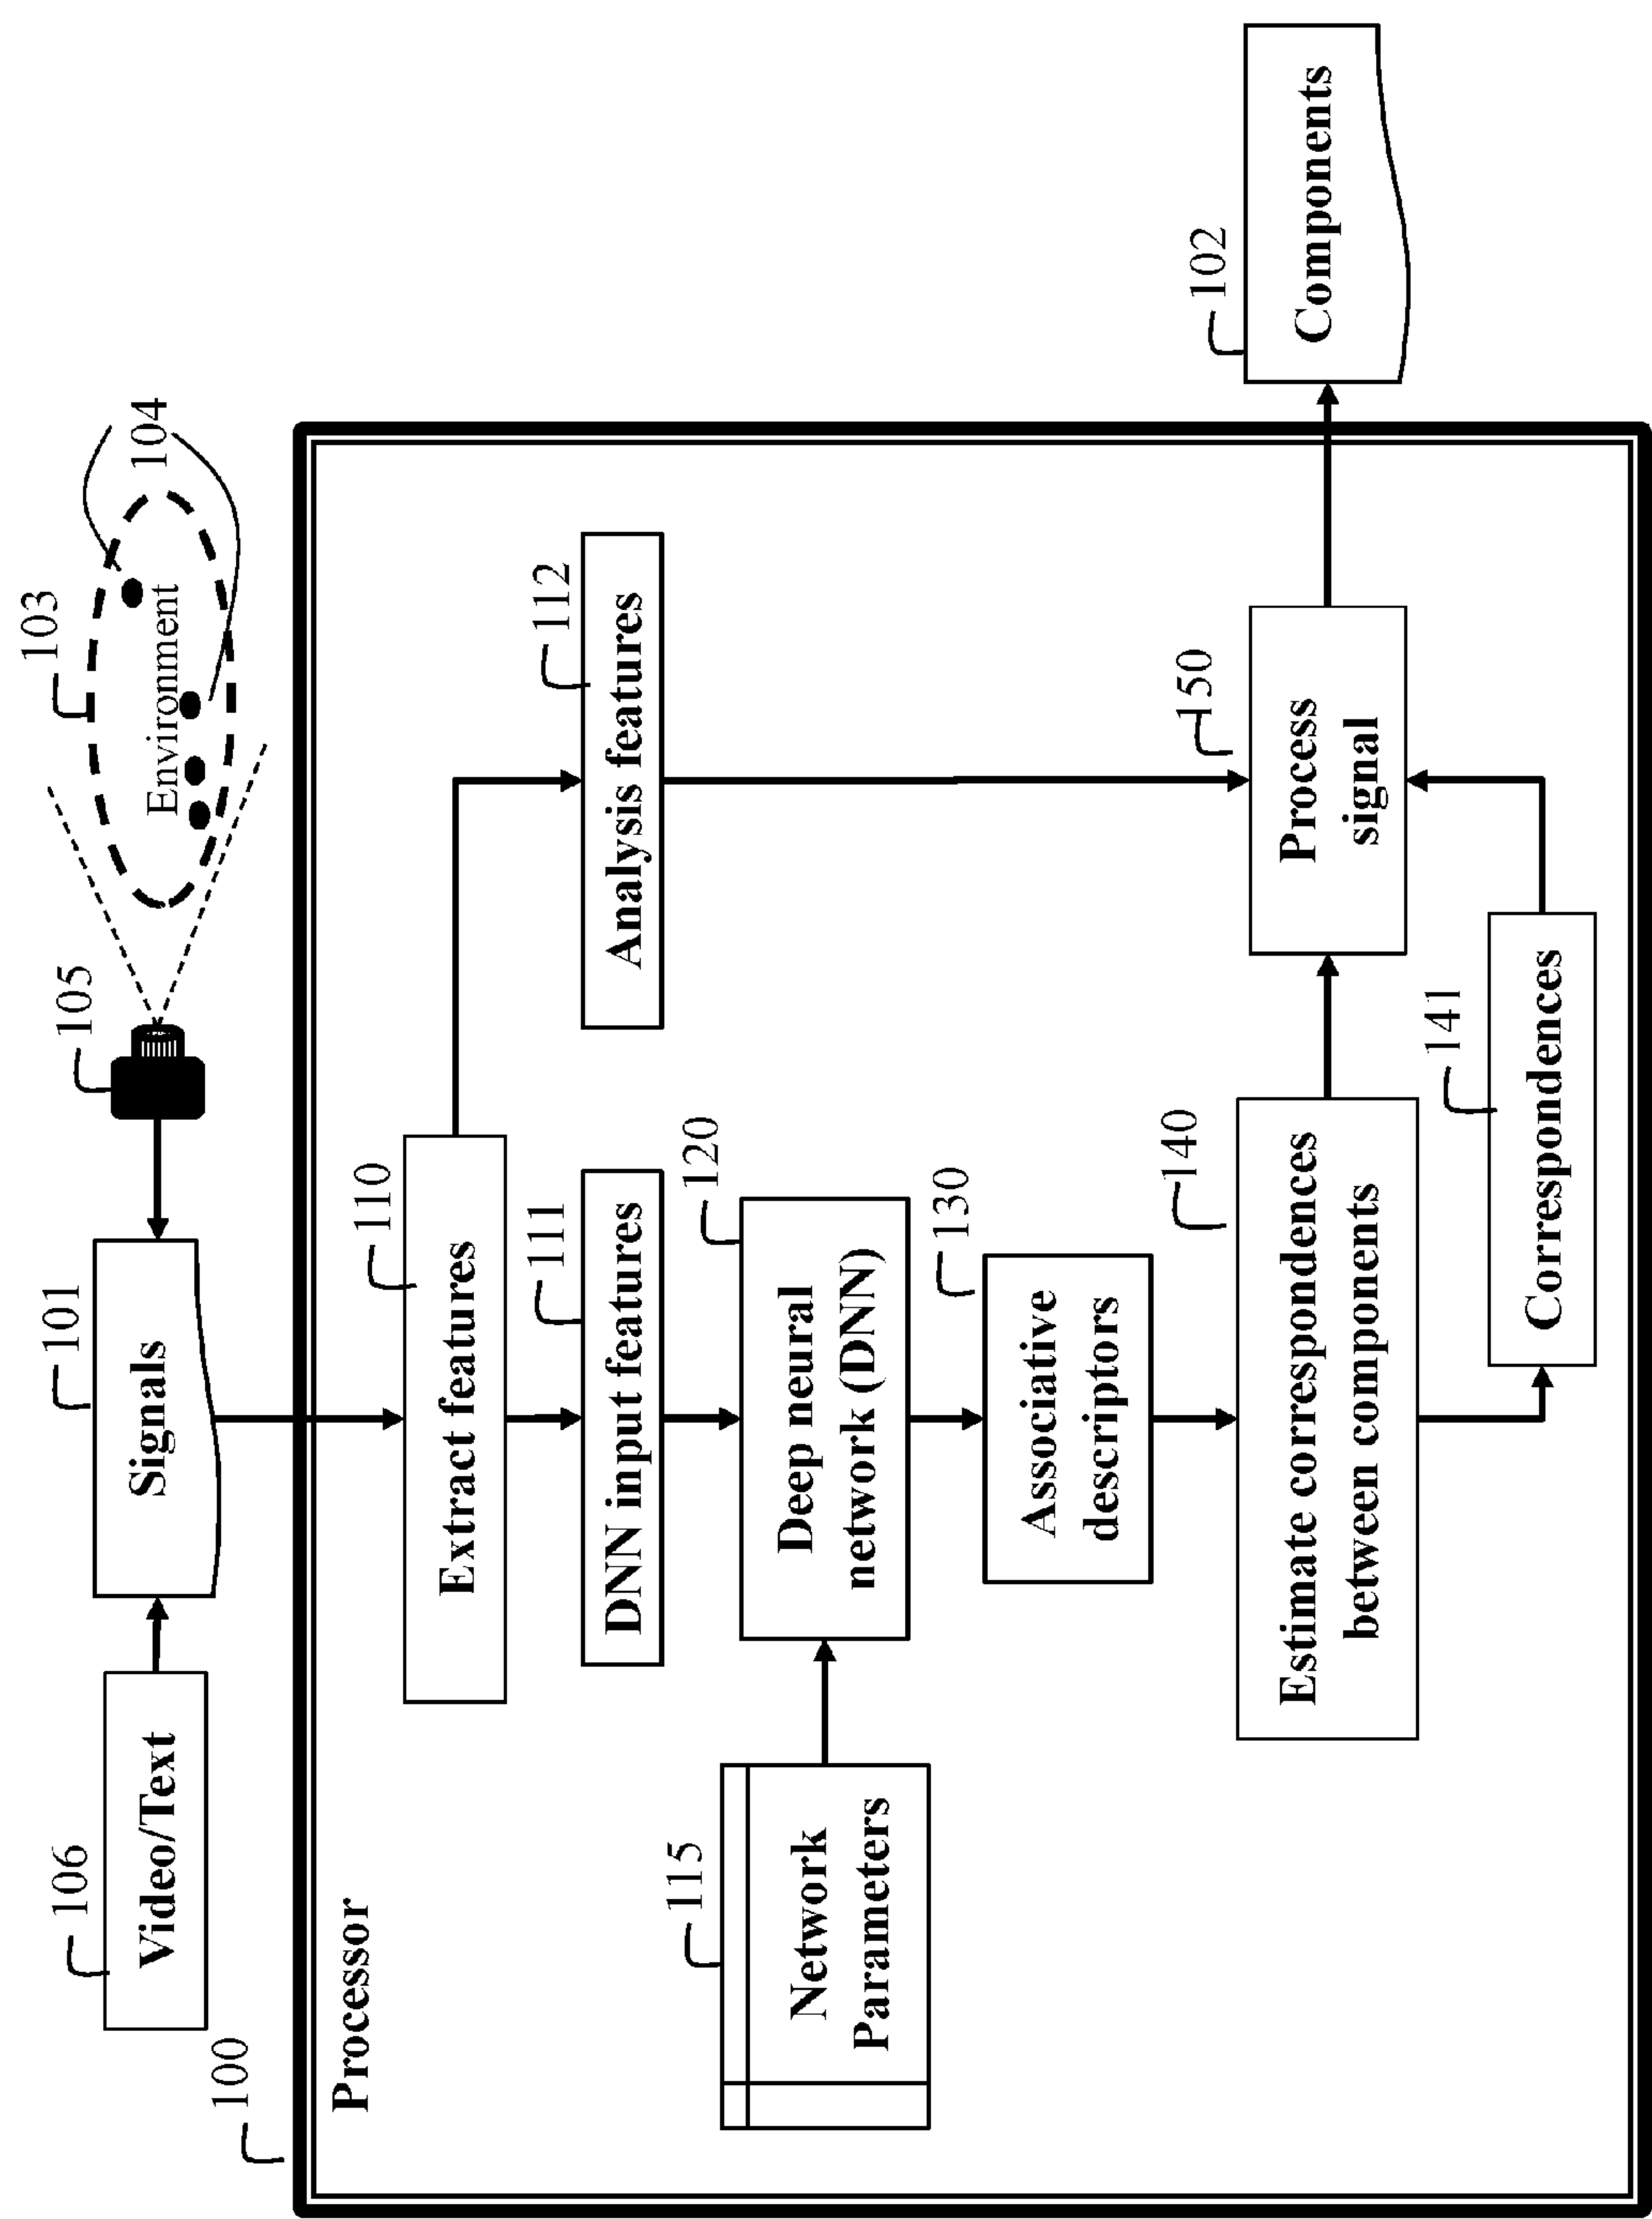 106
Video/Text
101
Signals
105
103
Environment
104
100
Processor
110
Extract features
111
DNN input features
112
Analysis features
115
Network
Parameters
120
Deep neural
network (DNN)
130
Associative
descriptors
140
Estimate correspondences
between components
150
Process
signal
102
Components
141
Correspondences